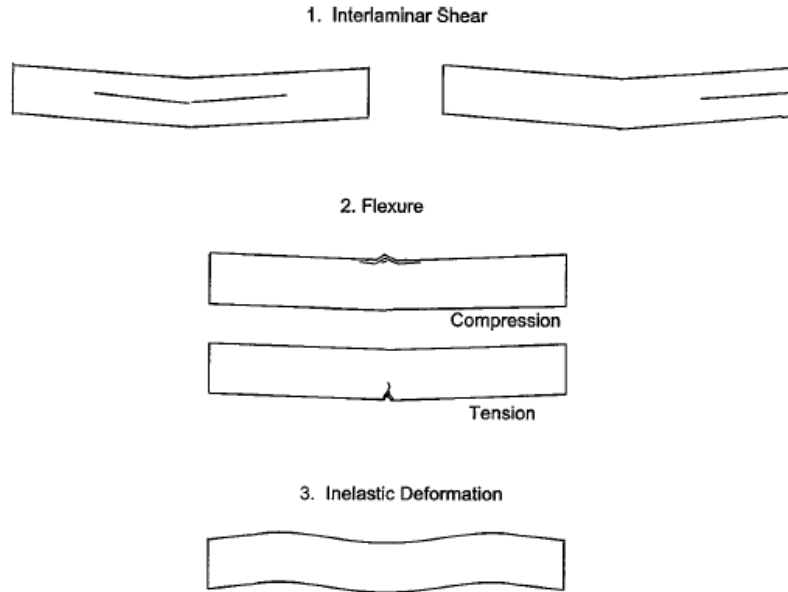 1. Interlaminar Shear
2. Flexure
Compression
Tension
3. Inelastic Deformation